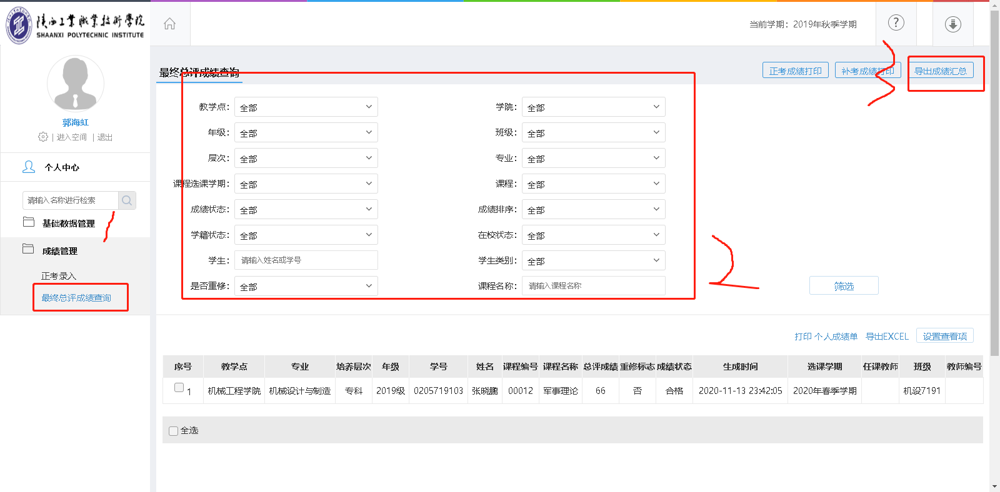 陕西工业职业技术学院
SHAANXI POLYTECHNIC INSTITUTE
当前学期：2019年秋季学期
?
郭海虹
| 进入空间 | 退出
个人中心
请输入名称进行检索
基础数据管理
成绩管理
正考录入
最终总评成绩查询
最终总评成绩查询
正考成绩打印 补考成绩打印 导出成绩汇总
教学点： 全部 学院： 全部
年级： 全部 班级： 全部
层次： 全部 专业： 全部
课程选课学期： 全部 课程： 全部
成绩状态： 全部 成绩排序： 全部
学籍状态： 全部 在校状态： 全部
学生： 请输入姓名或学号 学生类别： 全部
是否重修： 全部 课程名称： 请输入课程名称
筛选
1
2
3
打印 个人成绩单 导出EXCEL 设置查看项
序号 教学点 专业 培养层次 年级 学号 姓名 课程编号 课程名称 总评成绩 重修标志 成绩状态 生成时间 选课学期 任课教师 班级 教师编号
1 机械工程学院 机械设计与制造 专科 2019级 0205719103 张晓鹏 00012 军事理论 66 否 合格 2020-11-13 23:42:05 2020年春季学期 机设7191
全选